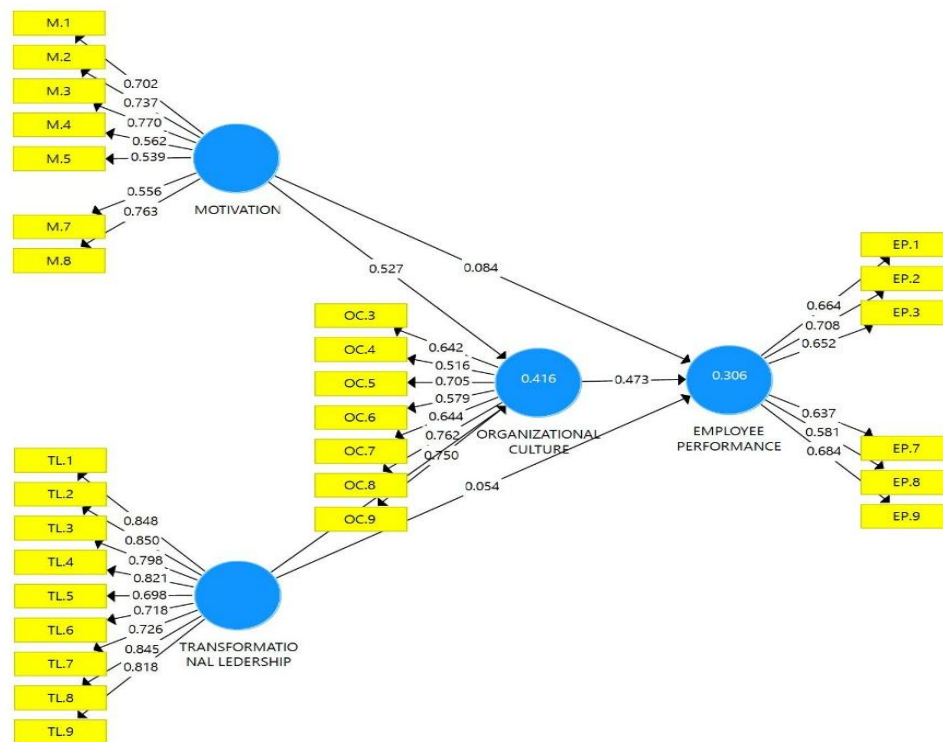 M.1
M.2
M.3
M.4
M.5
M.7
M.8
0.702
0.737
0.770
0.562
0.539
0.556
0.763
MOTIVATION
0.527
0.084
OC.3
OC.4
OC.5
OC.6
OC.7
OC.8
OC.9
0.642
0.516
0.705
0.579
0.644
0.762
0.750
0.416
ORGANIZATIONAL
CULTURE
0.473
0.306
EMPLOYEE
PERFORMANCE
EP.1
EP.2
EP.3
0.664
0.708
0.652
0.637
0.581
0.684
EP.7
EP.8
EP.9
0.054
TL.1
TL.2
TL.3
TL.4
TL.5
TL.6
TL.7
TL.8
TL.9
0.848
0.850
0.798
0.821
0.698
0.718
0.726
0.845
0.818
TRANSFORMATIO
NAL LEDERSHIP